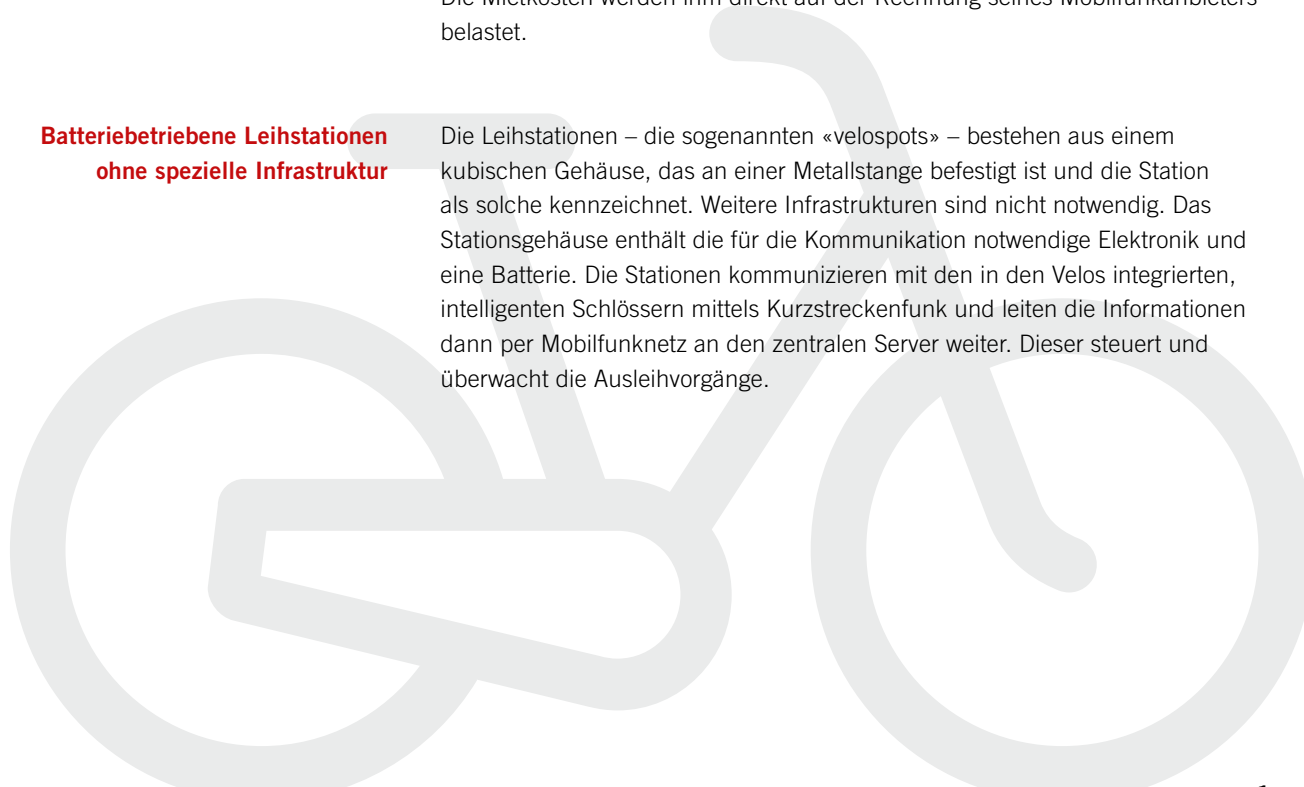 Die Mietkosten werden ihm direkt auf der Rechnung seines Mobilfunkanbieters
belastet.
Batteriebetriebene Leihstationen
ohne spezielle Infrastruktur
Die Leihstationen – die sogenannten «velospots» – bestehen aus einem
kubischen Gehäuse, das an einer Metallstange befestigt ist und die Station
als solche kennzeichnet. Weitere Infrastrukturen sind nicht notwendig. Das
Stationsgehäuse enthält die für die Kommunikation notwendige Elektronik und
eine Batterie. Die Stationen kommunizieren mit den in den Velos integrierten,
intelligenten Schlössern mittels Kurzstreckenfunk und leiten die Informationen
dann per Mobilfunknetz an den zentralen Server weiter. Dieser steuert und
überwacht die Ausleihvorgänge.